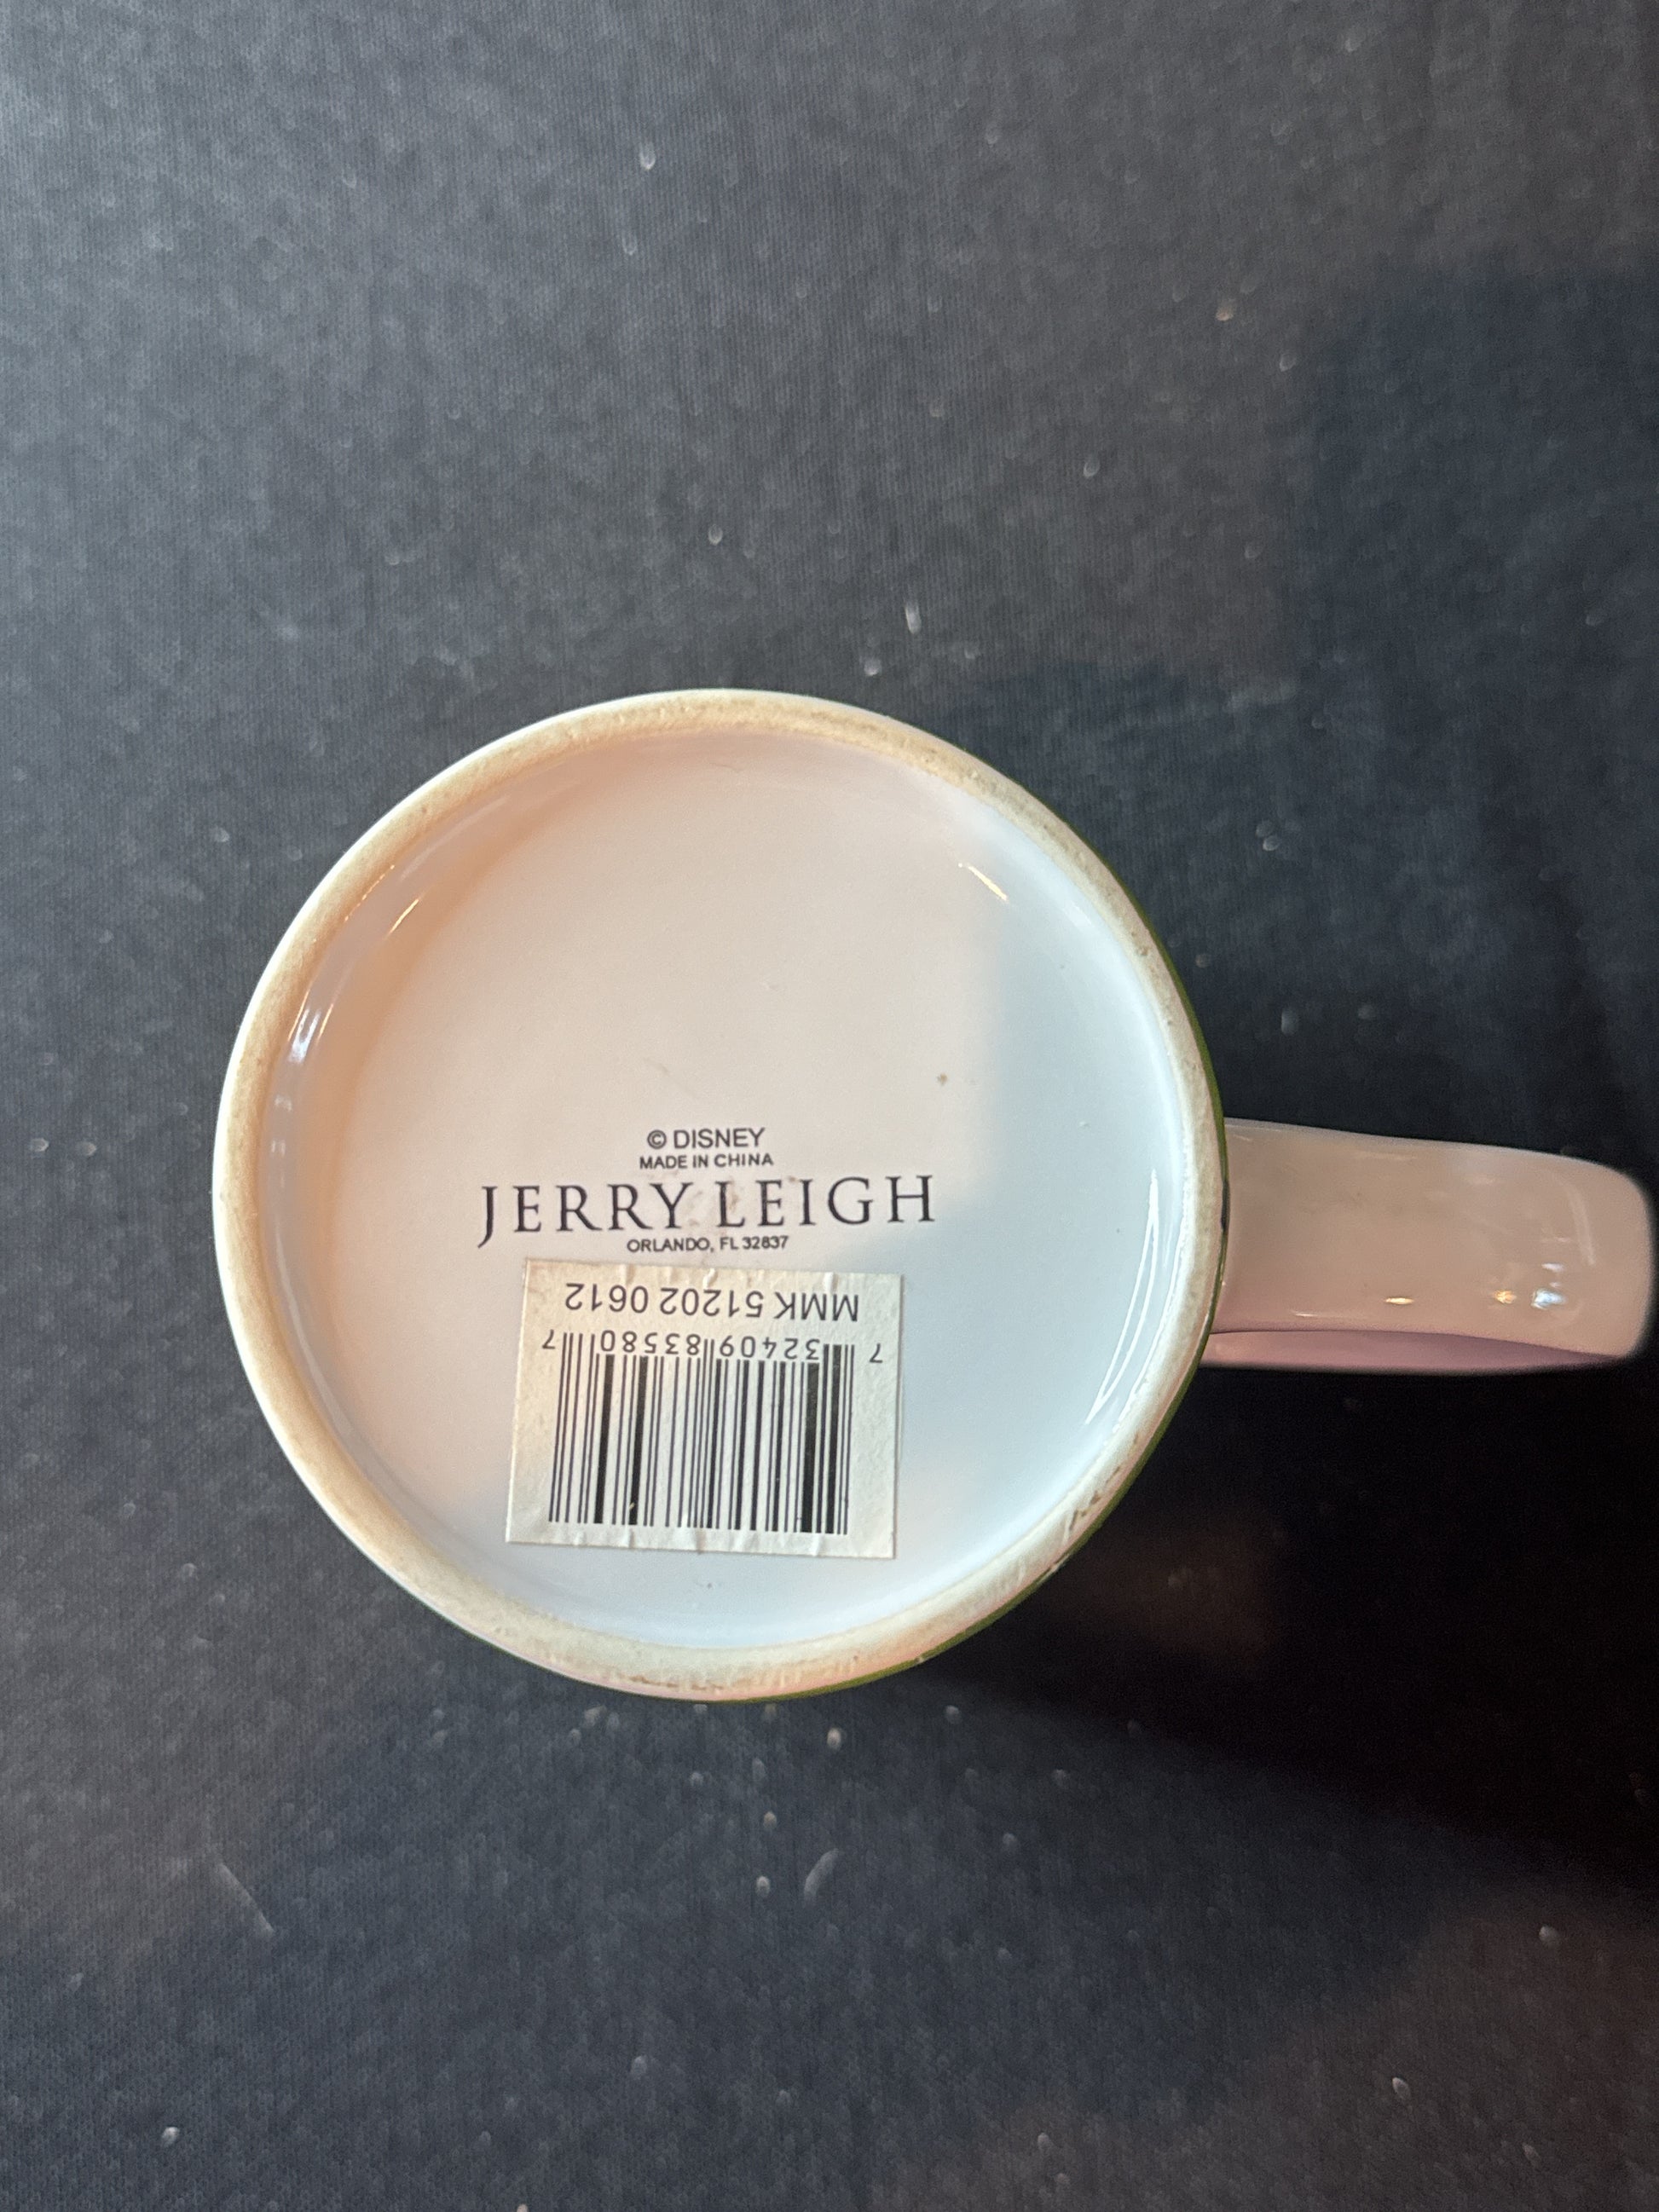 © DISNEY
MADE IN CHINA
JERRY LEIGH
ORLANDO, FL 32837
MMK 51202 0612
7 32409 83580 7